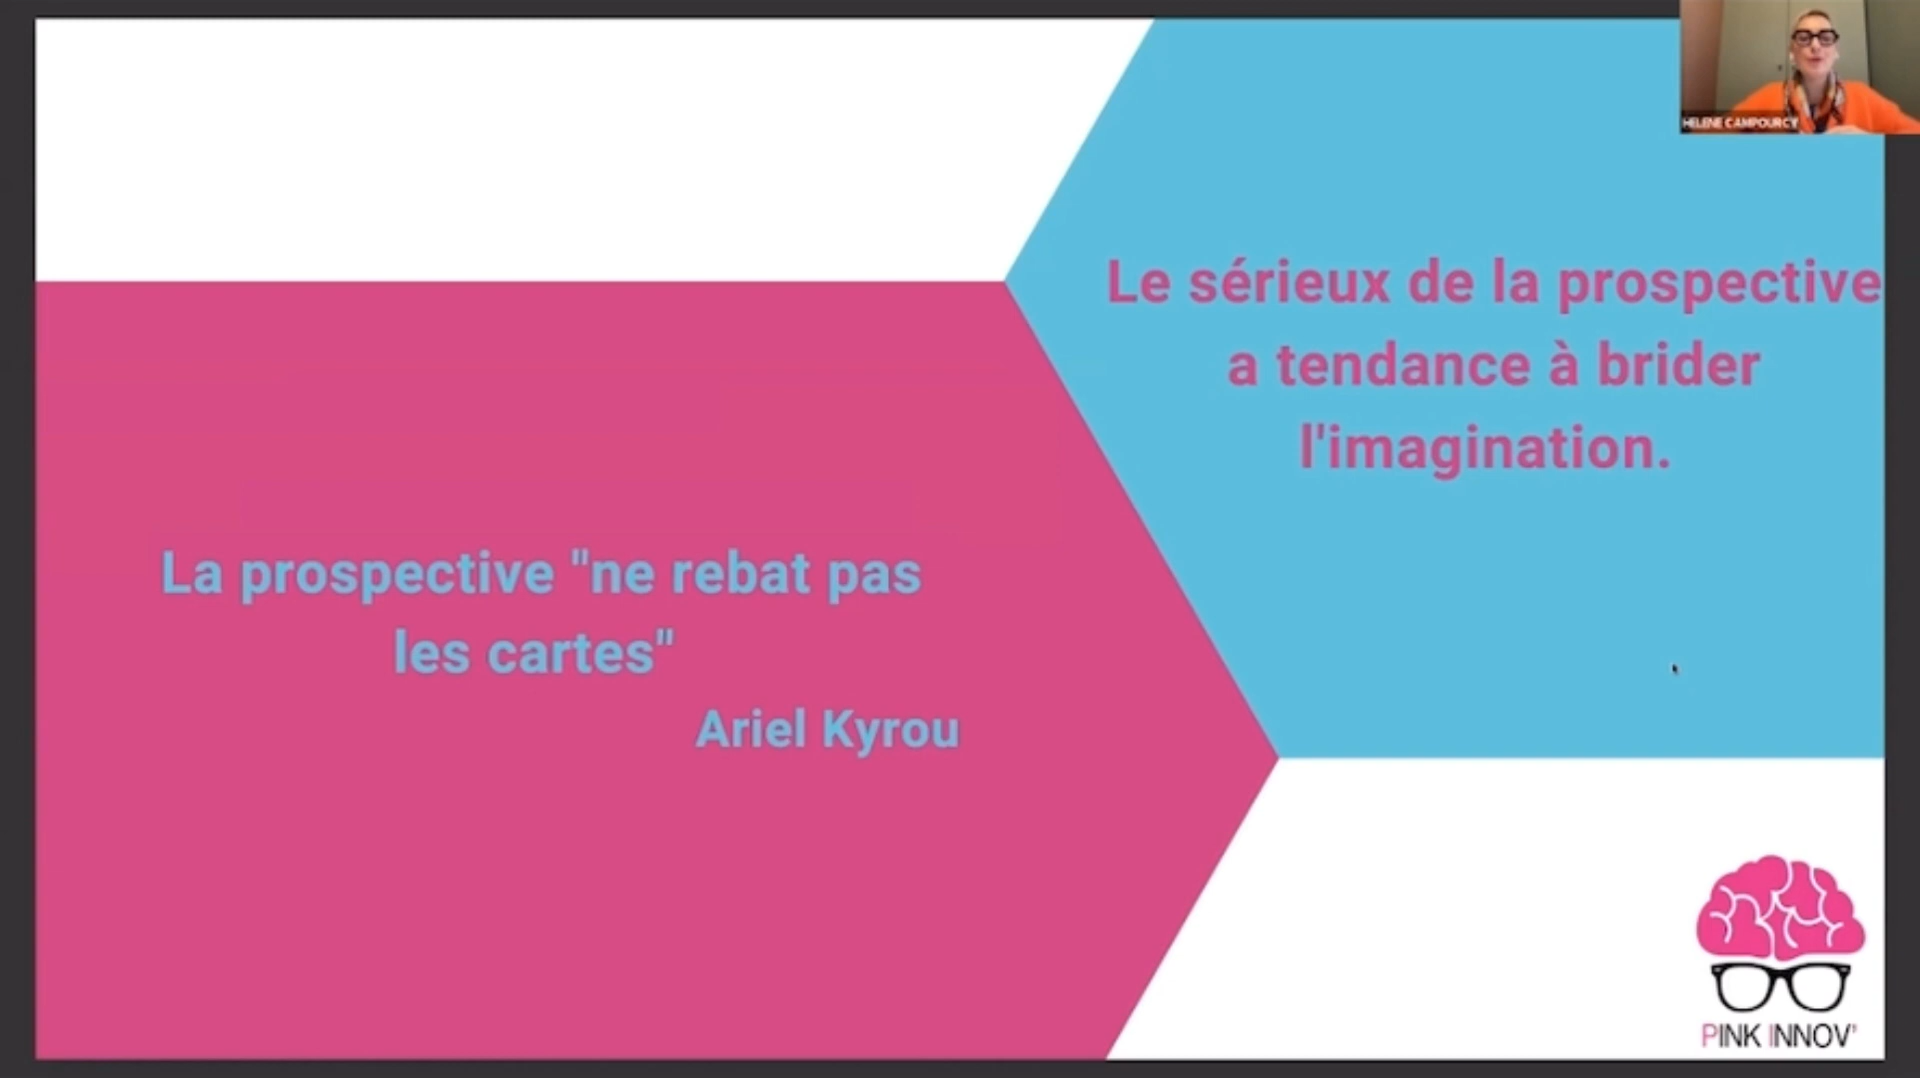 HELENE CAMPOURCY
Le sérieux de la prospective
a tendance à brider
l'imagination.
La prospective "ne rebat pas
les cartes"
Ariel Kyrou
PINK INNOV'